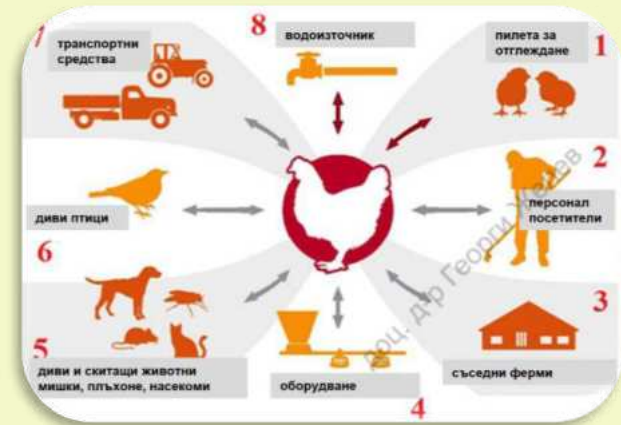 7
транспортни
средства
8
водоизточник
пилета за
отглеждане
1
2
персонал
посетители
диви птици
6
3
5
диви и скитащи животни
мишки, плъхоне, насекоми
оборудване
4
съседни ферми
доц. д-р Георги Желев